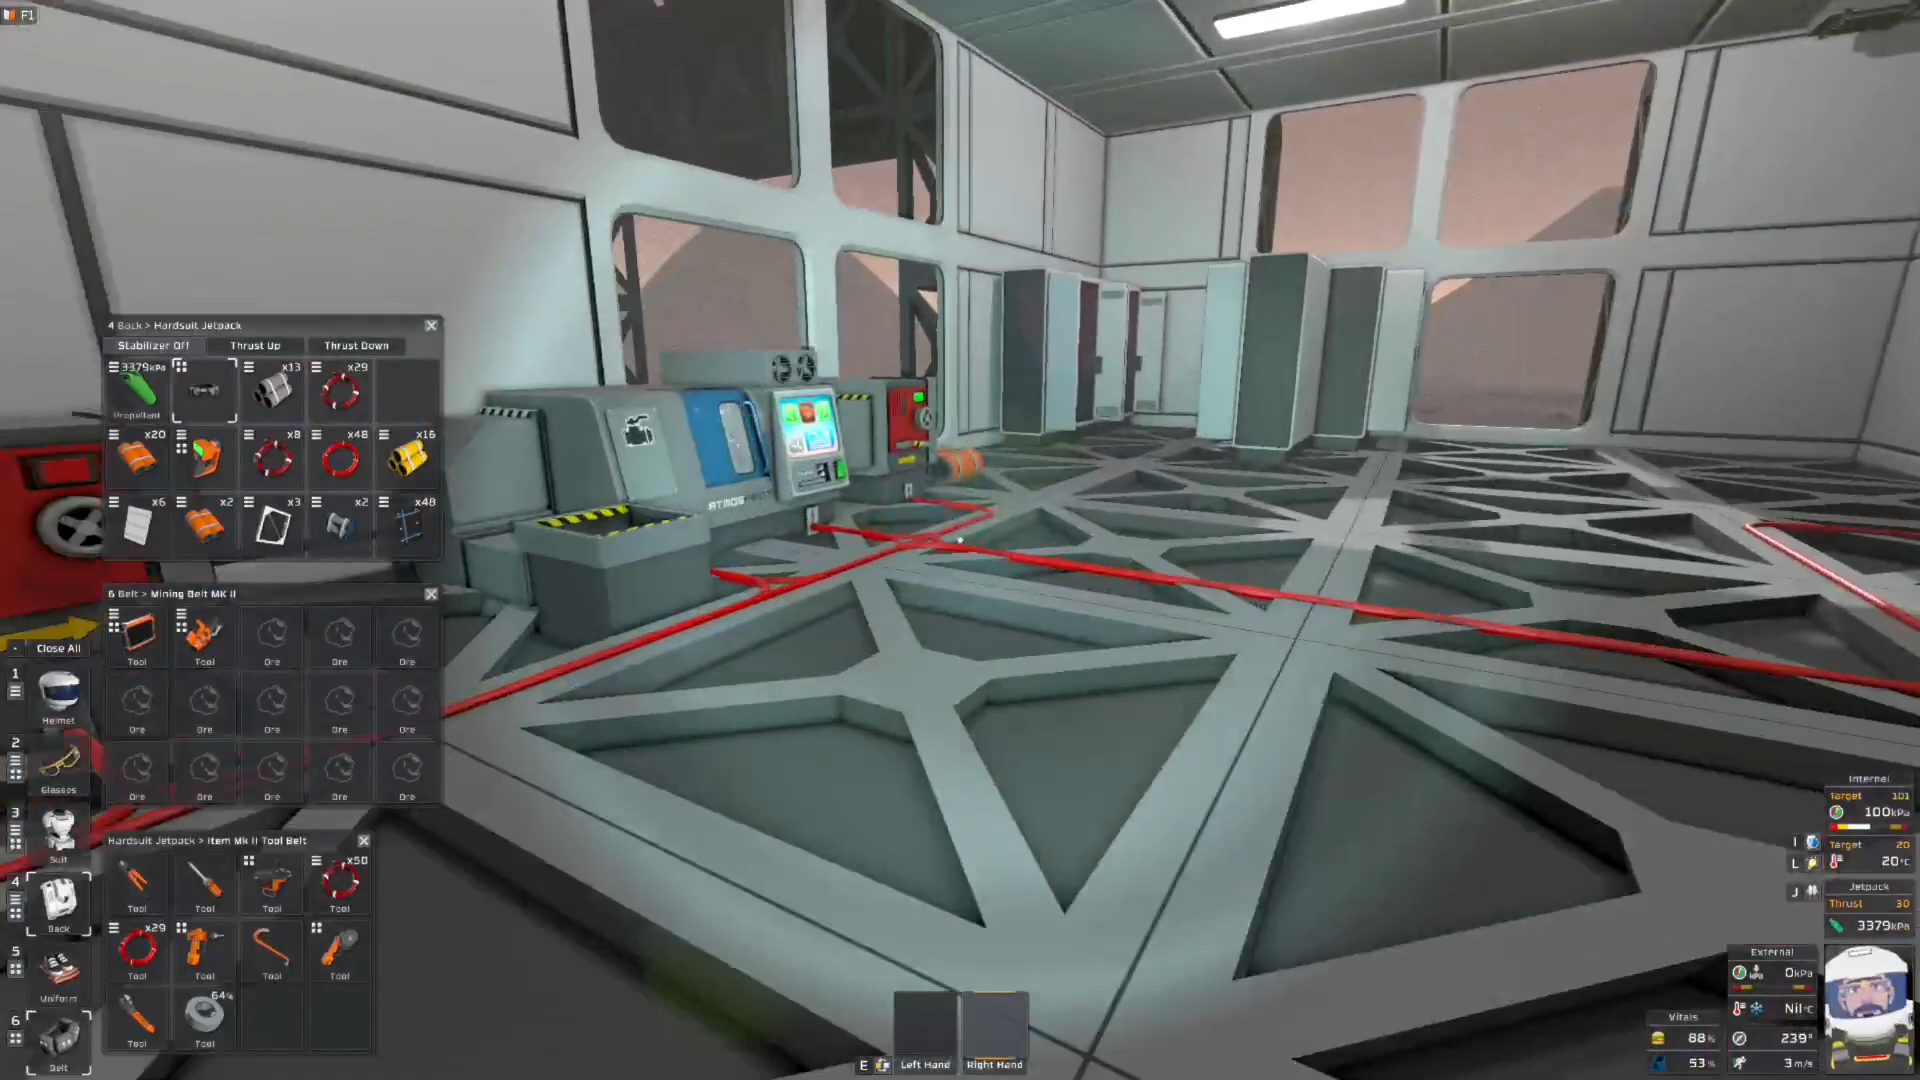 F1
4 Back > Hardsuit Jetpack
Stabilizer Off Thrust Up Thrust Down
3379kPa x13 x29
Propellant
x20 x8 x48 x16
x6 x2 x3 x2 x48
6 Belt > Mining Belt MK II
Tool Tool Ore Ore Ore
Ore Ore Ore Ore Ore
Ore Ore Ore Ore Ore
- Close All
1
Helmet
2
Glasses
3
Suit
4
Back
5
Uniform
6
Belt
Hardsuit Jetpack > Item Mk II Tool Belt
x50
Tool Tool Tool Tool
x29
Tool Tool Tool Tool
64%
Tool Tool
ATMOS
E Left Hand Right Hand
Internal
Target 101
100kPa
I Target 20
L 20°C
J Jetpack
Thrust 30
3379kPa
External
0kPa
Nil°C
239°
3m/s
Vitals
88%
53%